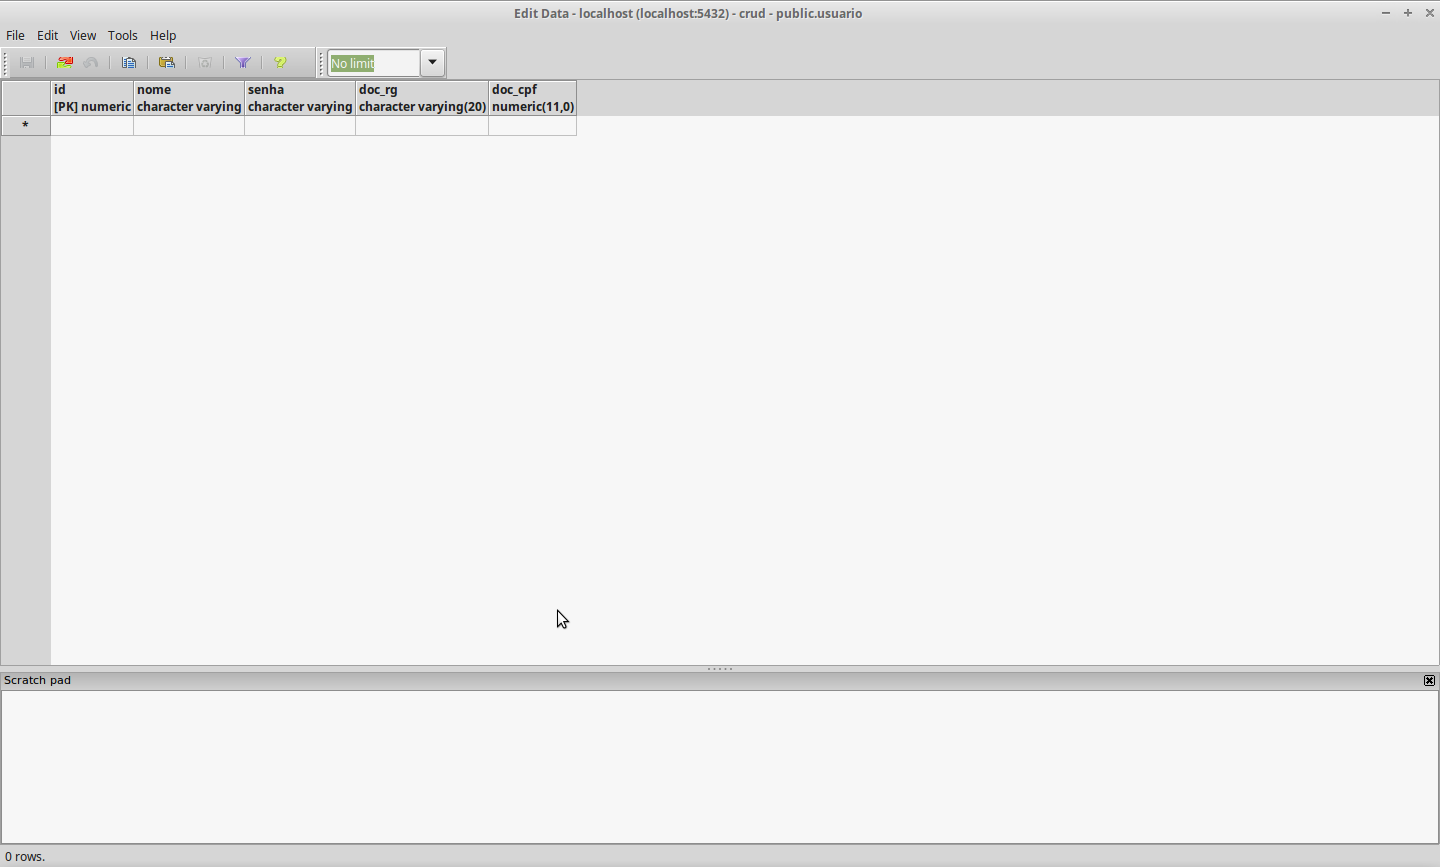 Edit Data - localhost (localhost:5432) - crud - public.usuario
File Edit View Tools Help
No limit
id nome senha doc_rg doc_cpf
[PK] numeric character varying character varying character varying(20) numeric(11,0)
*
Scratch pad
0 rows.